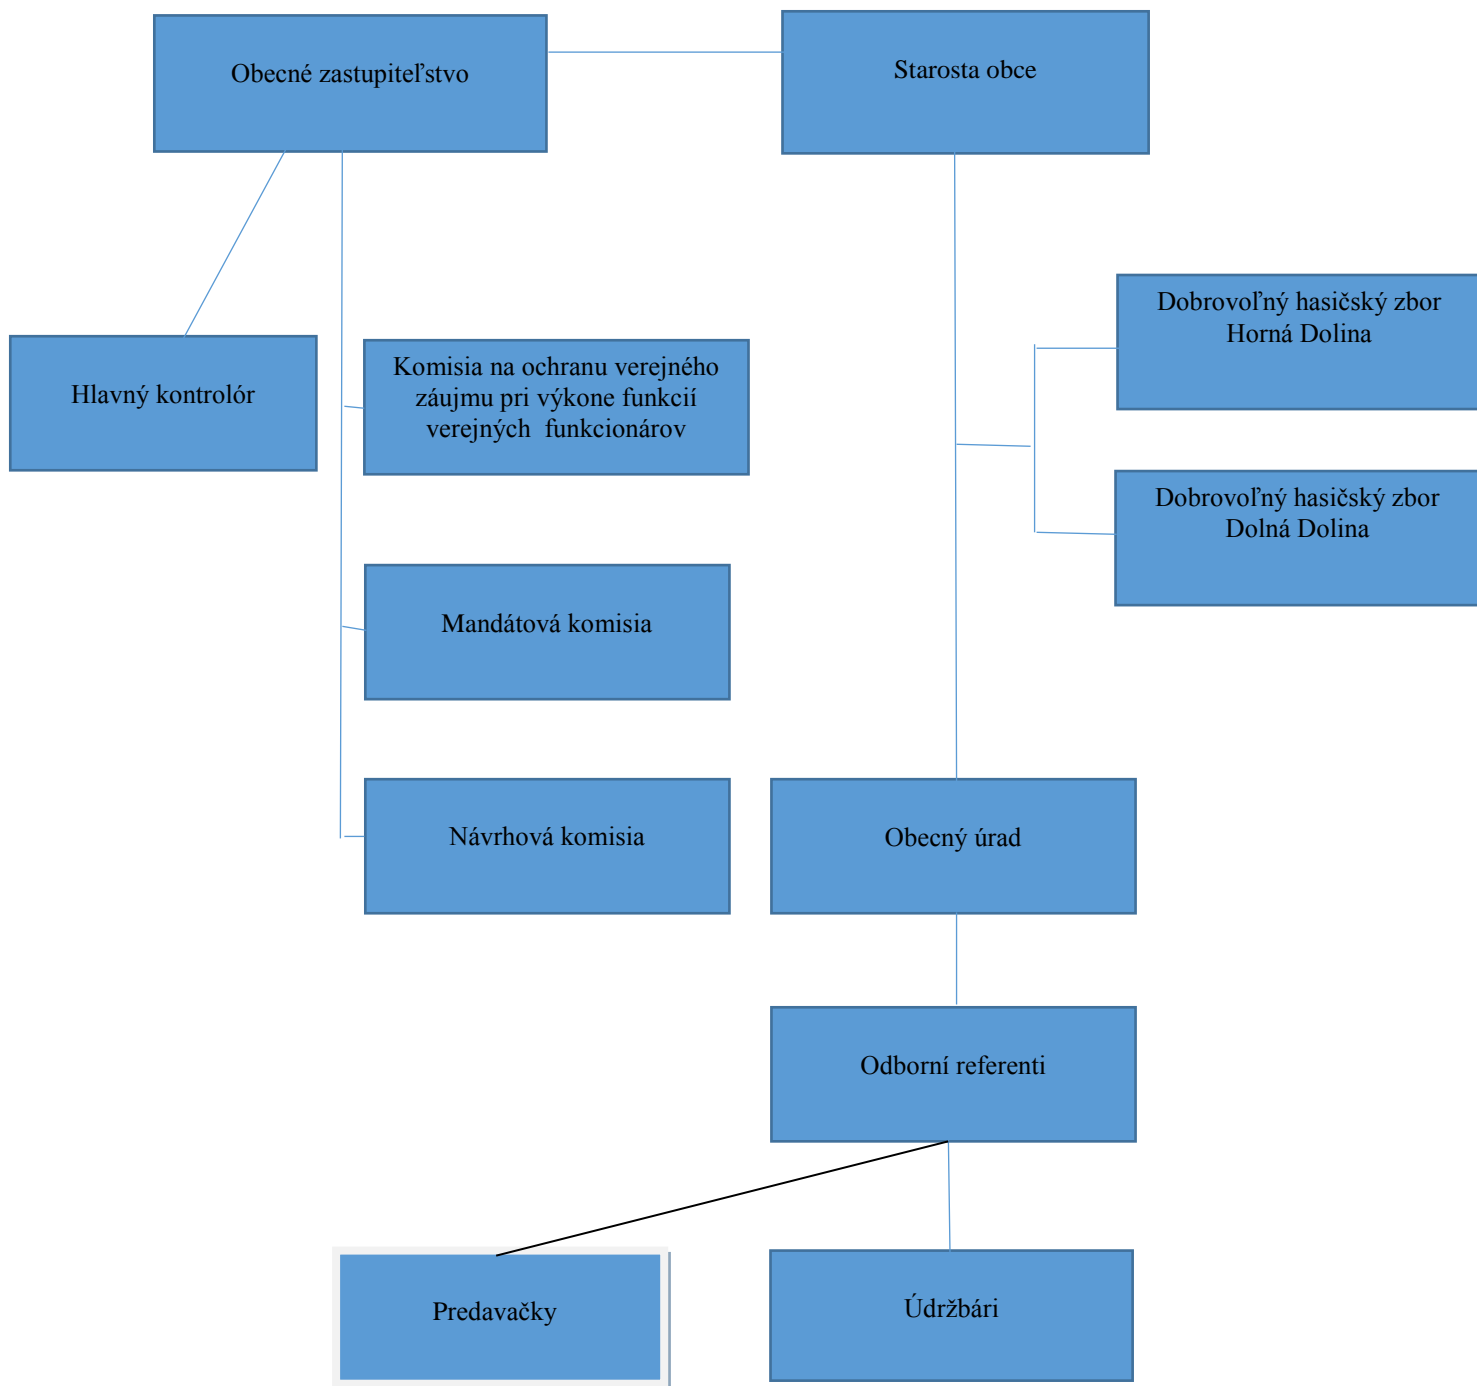 Obecné zastupiteľstvo
Starosta obce
Dobrovoľný hasičský zbor
Horná Dolina
Hlavný kontrolór
Komisia na ochranu verejného
záujmu pri výkone funkcií
verejných  funkcionárov
Dobrovoľný hasičský zbor
Dolná Dolina
Mandátová komisia
Návrhová komisia
Obecný úrad
Odborní referenti
Predavačky
Údržbári